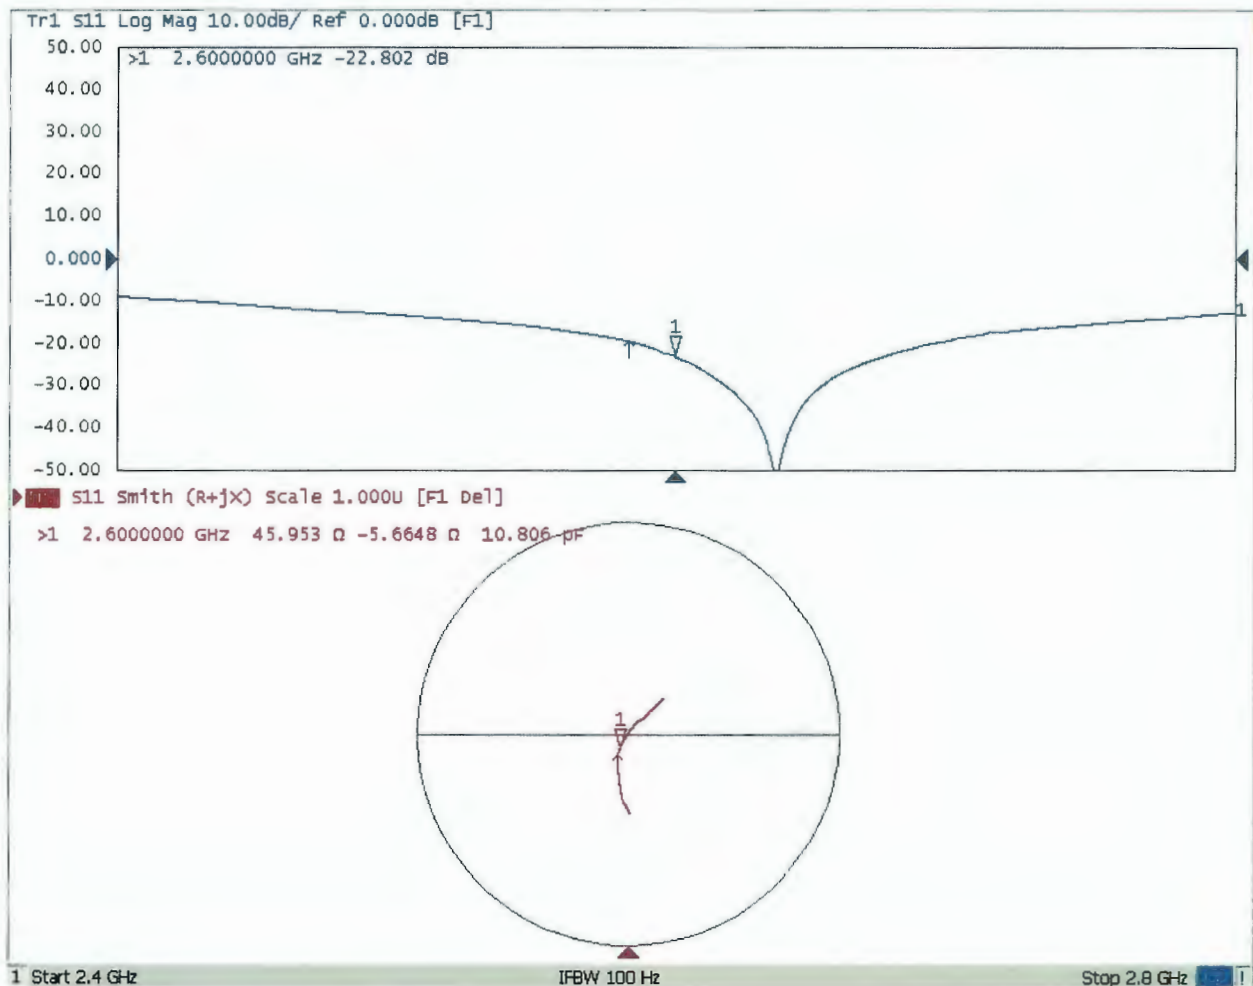 Tr1 S11 Log Mag 10.00dB/ Ref 0.000dB [F1]
50.00
>1 2.6000000 GHz -22.802 dB
40.00
30.00
20.00
10.00
0.000
-10.00
1
-20.00
1
-30.00
-40.00
-50.00
S11 Smith (R+jX) Scale 1.000U [F1 Del]
>1 2.6000000 GHz 45.953 Ω -5.6648 Ω 10.806 pF
1
1 Start 2.4 GHz IFBW 100 Hz Stop 2.8 GHz !